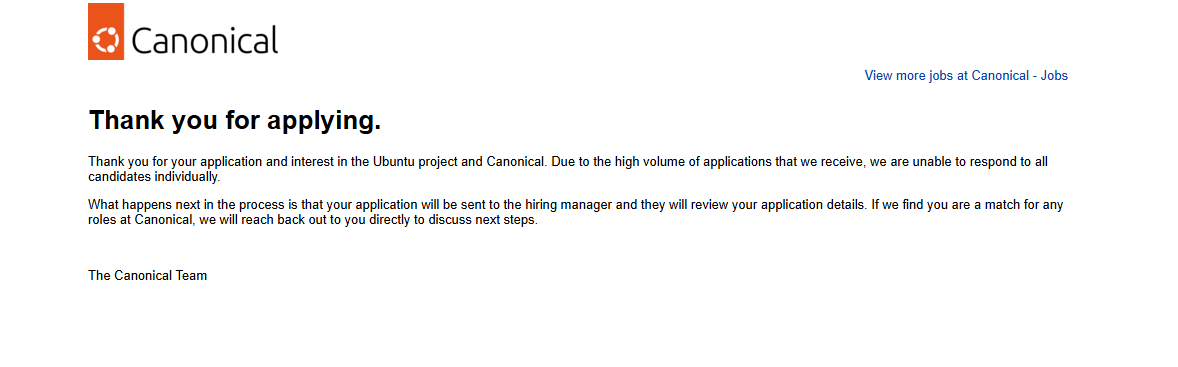 Canonical
View more jobs at Canonical - Jobs
Thank you for applying.
Thank you for your application and interest in the Ubuntu project and Canonical. Due to the high volume of applications that we receive, we are unable to respond to all
candidates individually.
What happens next in the process is that your application will be sent to the hiring manager and they will review your application details. If we find you are a match for any
roles at Canonical, we will reach back out to you directly to discuss next steps.
The Canonical Team